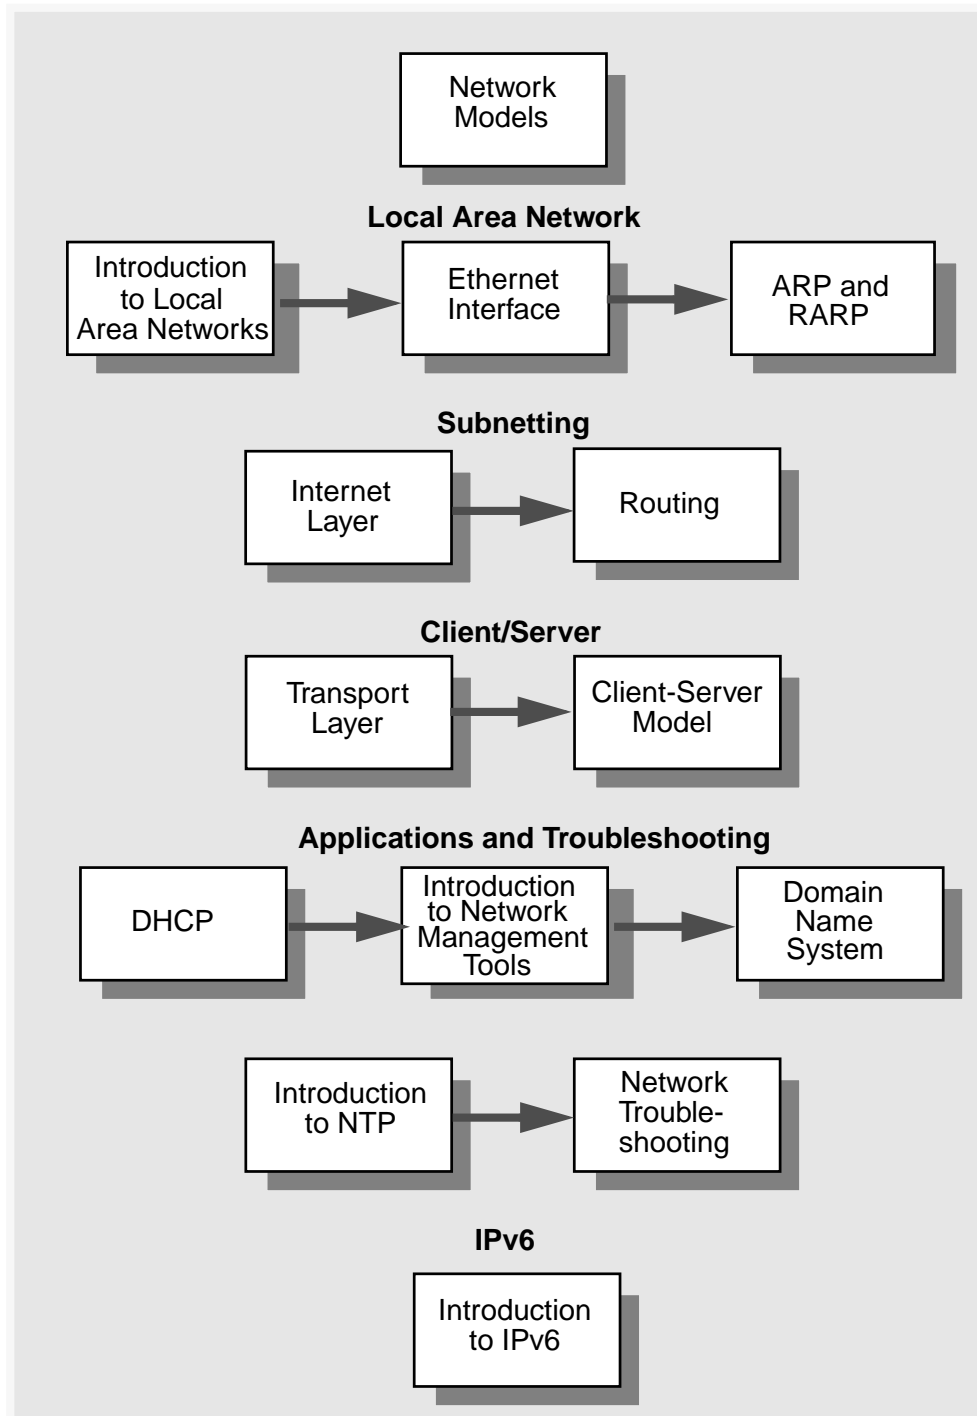 Network
Models
Local Area Network
Introduction
to Local
Area Networks
Ethernet
Interface
ARP and
RARP
Subnetting
Internet
Layer
Routing
Client/Server
Transport
Layer
Client-Server
Model
Applications and Troubleshooting
DHCP
Introduction
to Network
Management
Tools
Domain
Name
System
Introduction
to NTP
Network
Trouble-
shooting
IPv6
Introduction
to IPv6